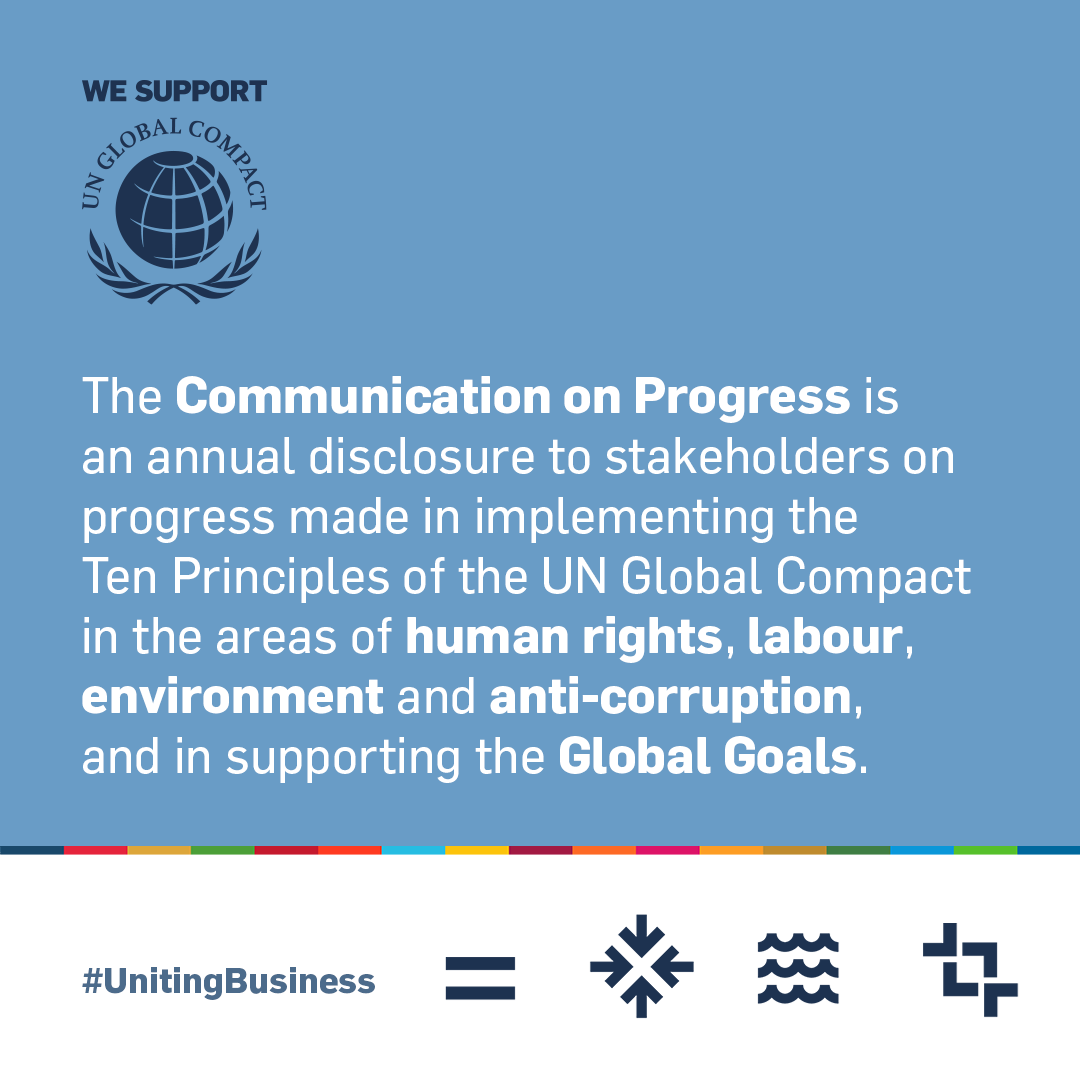 WE SUPPORT
UN GLOBAL COMPACT
The Communication on Progress is
an annual disclosure to stakeholders on
progress made in implementing the
Ten Principles of the UN Global Compact
in the areas of human rights, labour,
environment and anti-corruption,
and in supporting the Global Goals.
#UnitingBusiness